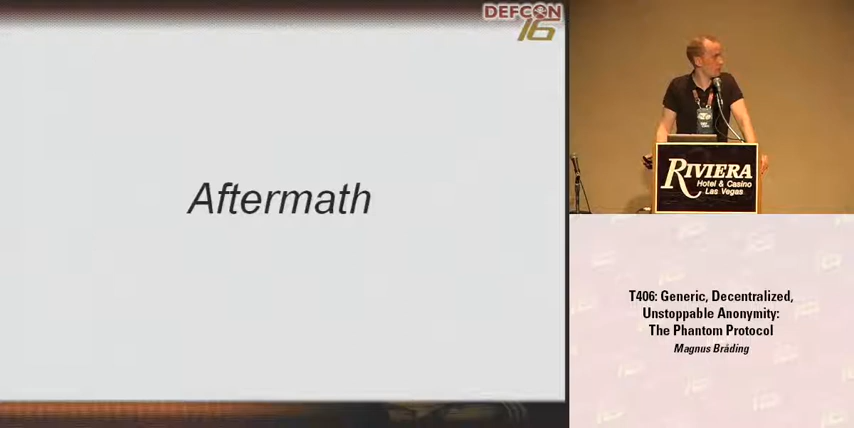 DEFCON
16
Aftermath
RIVIERA
Hotel & Casino
Las Vegas
T406: Generic, Decentralized,
Unstoppable Anonymity:
The Phantom Protocol
Magnus Bråding